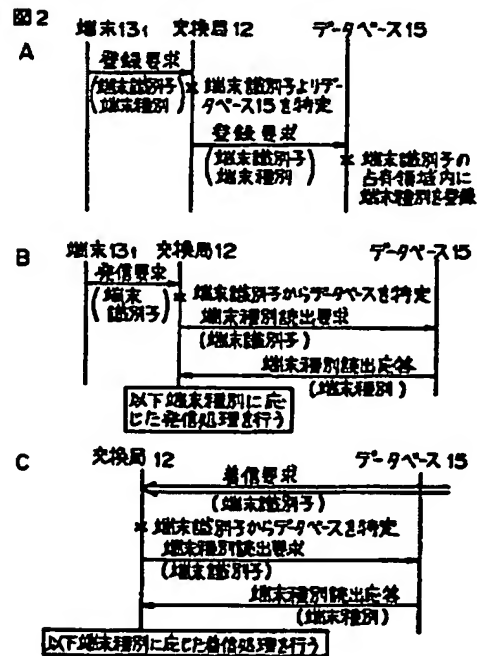 図2
A
端末13₁ 交換局12 データベース15
登録要求
(端末識別子
端末種別)
端末識別子よりデー
タベース15を特定
登録要求
(端末識別子
端末種別)
端末識別子の
占有領域内に
端末種別を登録
B
端末13₁ 交換局12 データベース15
発信要求
(端末
識別子)
端末識別子からデータベースを特定
端末種別読出要求
(端末識別子)
端末種別読出応答
(端末種別)
以下端末種別に応
じた発信処理を行う
C
交換局12 データベース15
着信要求
(端末識別子)
端末識別子からデータベースを特定
端末種別読出要求
(端末識別子)
端末種別読出応答
(端末種別)
以下端末種別に応じた着信処理を行う